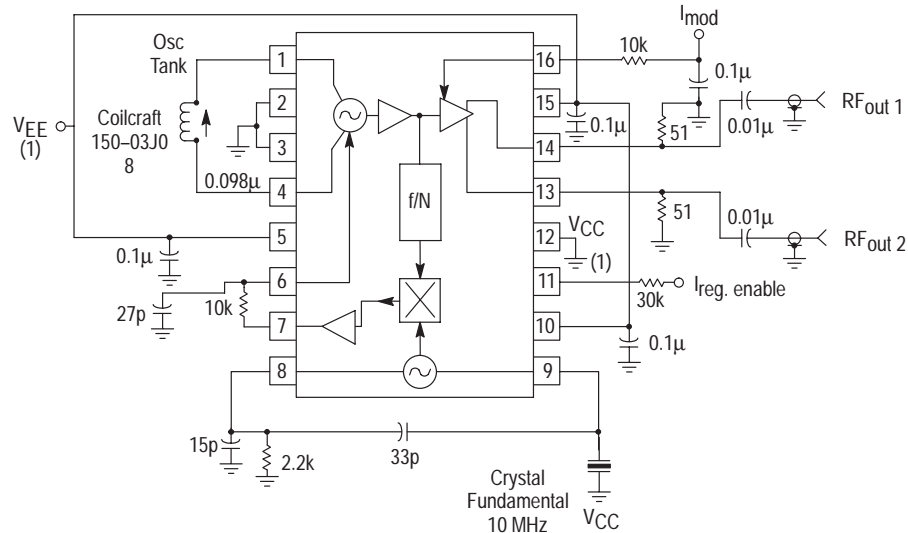 Imod
Osc
Tank
1
16
10k
0.1µ
RFout 1
2
15
0.1µ
0.01µ
VEE
(1)
Coilcraft
150–03J0
8
3
14
51
4
0.098µ
f/N
13
51
0.01µ
RFout 2
5
12
VCC
(1)
0.1µ
6
11
30k
Ireg. enable
27p
10k
7
10
0.1µ
8
9
15p
2.2k
33p
Crystal
Fundamental
10 MHz
VCC